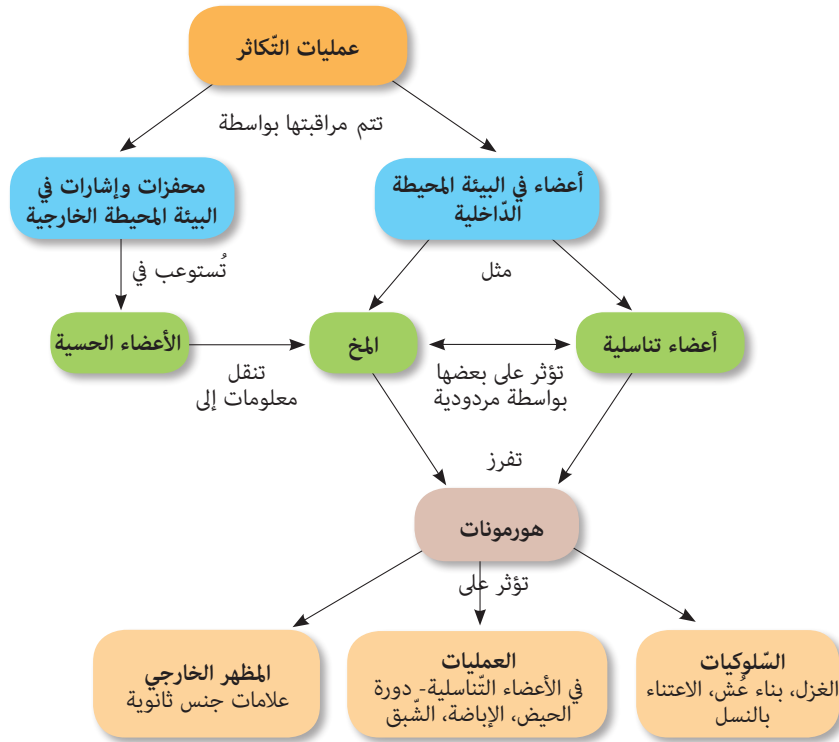 عمليات التّكاثر
تتم مراقبتها بواسطة
أعضاء في البيئة المحيطة
الدّاخلية
محفزات وإشارات في
البيئة المحيطة الخارجية
مثل
تُستوعب في
أعضاء تناسلية
المخ
الأعضاء الحسية
تؤثر على بعضها
بواسطة مردودية
تنقل
معلومات إلى
تفرز
هورمونات
تؤثر على
السّلوكيات
الغزل، بناء عُش، الاعتناء
بالنسل
العمليات
في الأعضاء التّناسلية- دورة
الحيض، الإباضة، الشّبق
المظهر الخارجي
علامات جنس ثانوية